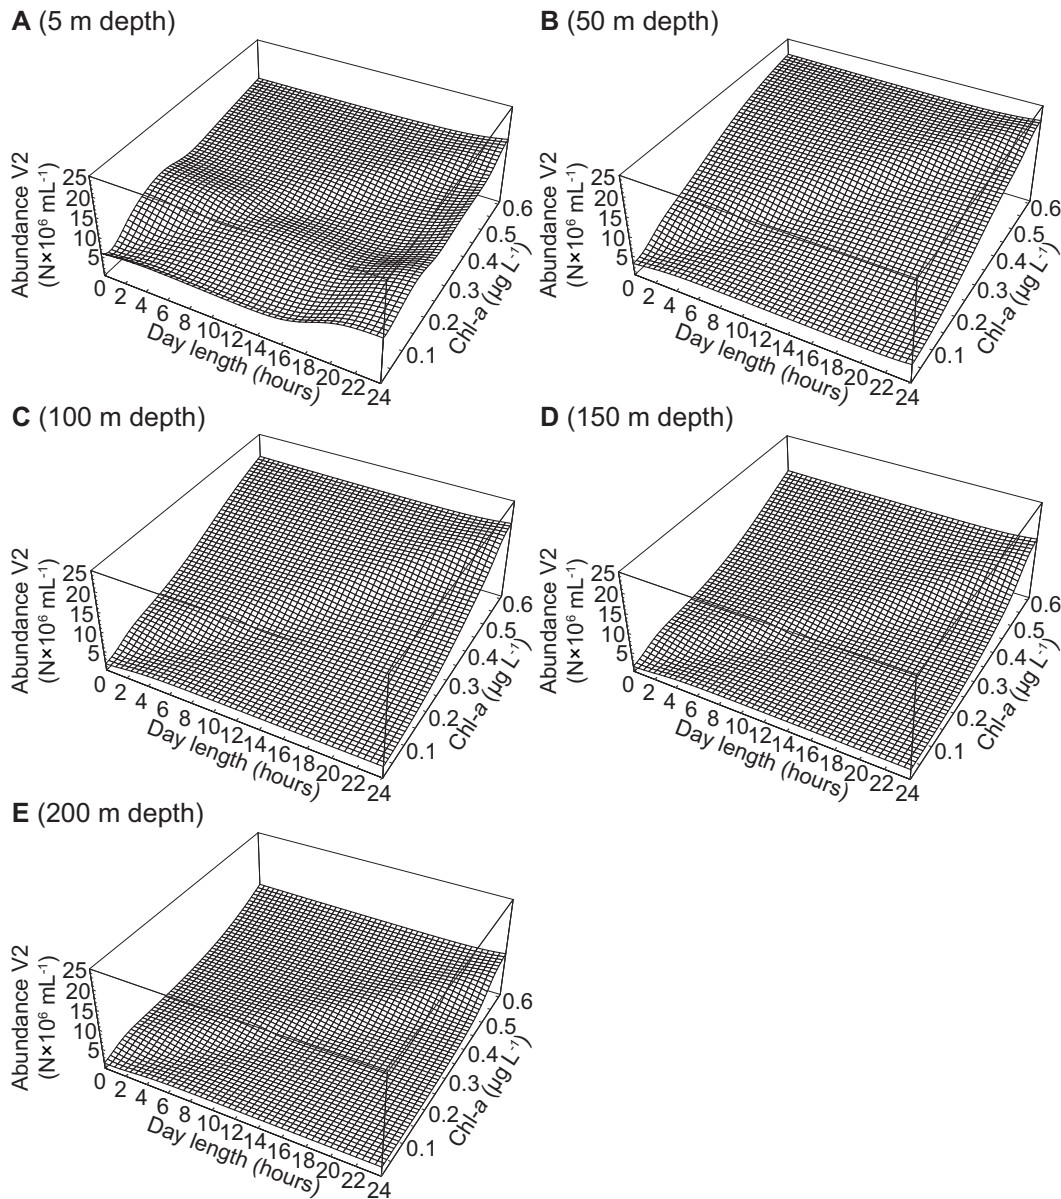 A (5 m depth)
Abundance V2
(N×10⁶ mL⁻¹)
25
20
15
10
5
0 2 4 6 8 10 12 14 16 18 20 22 24
Day length (hours)
0.1 0.2 0.3 0.4 0.5 0.6
Chl-a (µg L⁻¹)
B (50 m depth)
Abundance V2
(N×10⁶ mL⁻¹)
25
20
15
10
5
0 2 4 6 8 10 12 14 16 18 20 22 24
Day length (hours)
0.1 0.2 0.3 0.4 0.5 0.6
Chl-a (µg L⁻¹)
C (100 m depth)
Abundance V2
(N×10⁶ mL⁻¹)
25
20
15
10
5
0 2 4 6 8 10 12 14 16 18 20 22 24
Day length (hours)
0.1 0.2 0.3 0.4 0.5 0.6
Chl-a (µg L⁻¹)
D (150 m depth)
Abundance V2
(N×10⁶ mL⁻¹)
25
20
15
10
5
0 2 4 6 8 10 12 14 16 18 20 22 24
Day length (hours)
0.1 0.2 0.3 0.4 0.5 0.6
Chl-a (µg L⁻¹)
E (200 m depth)
Abundance V2
(N×10⁶ mL⁻¹)
25
20
15
10
5
0 2 4 6 8 10 12 14 16 18 20 22 24
Day length (hours)
0.1 0.2 0.3 0.4 0.5 0.6
Chl-a (µg L⁻¹)